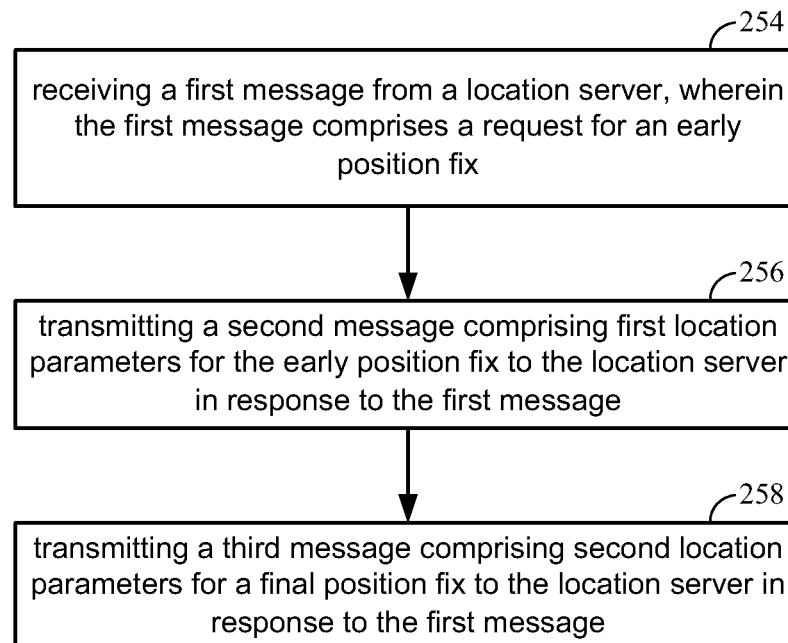 254
receiving a first message from a location server, wherein
the first message comprises a request for an early
position fix
256
transmitting a second message comprising first location
parameters for the early position fix to the location server
in response to the first message
258
transmitting a third message comprising second location
parameters for a final position fix to the location server in
response to the first message